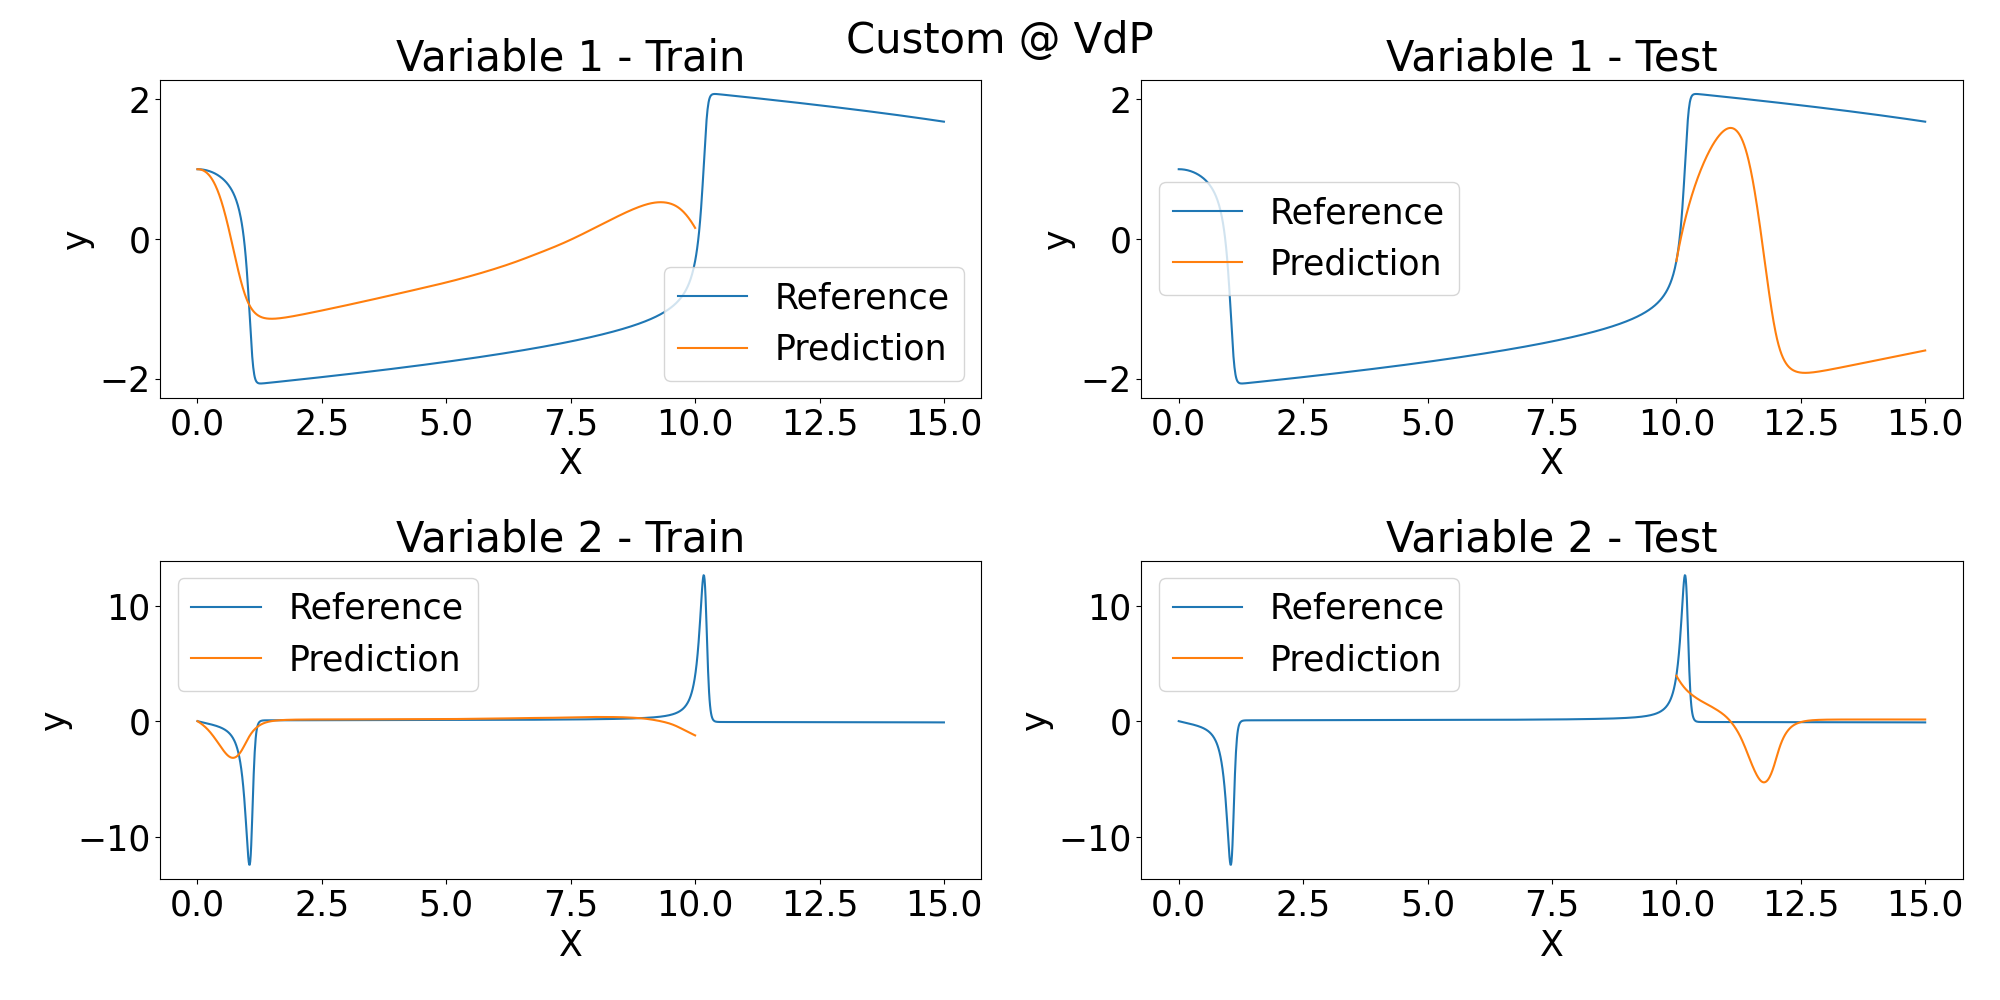 Custom @ VdP
Variable 1 - Train
2
0
−2
y
0.0 2.5 5.0 7.5 10.0 12.5 15.0
X
Reference
Prediction
Variable 1 - Test
2
0
−2
y
0.0 2.5 5.0 7.5 10.0 12.5 15.0
X
Reference
Prediction
Variable 2 - Train
10
0
−10
y
0.0 2.5 5.0 7.5 10.0 12.5 15.0
X
Reference
Prediction
Variable 2 - Test
10
0
−10
y
0.0 2.5 5.0 7.5 10.0 12.5 15.0
X
Reference
Prediction